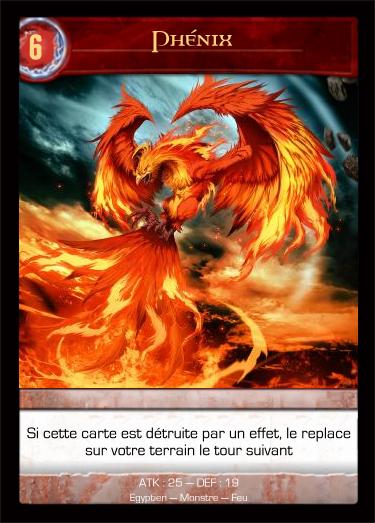 6
Phénix
Si cette carte est détruite par un effet, le replace
sur votre terrain le tour suivant
ATK : 25 — DEF : 19
Egyptien — Monstre — Feu